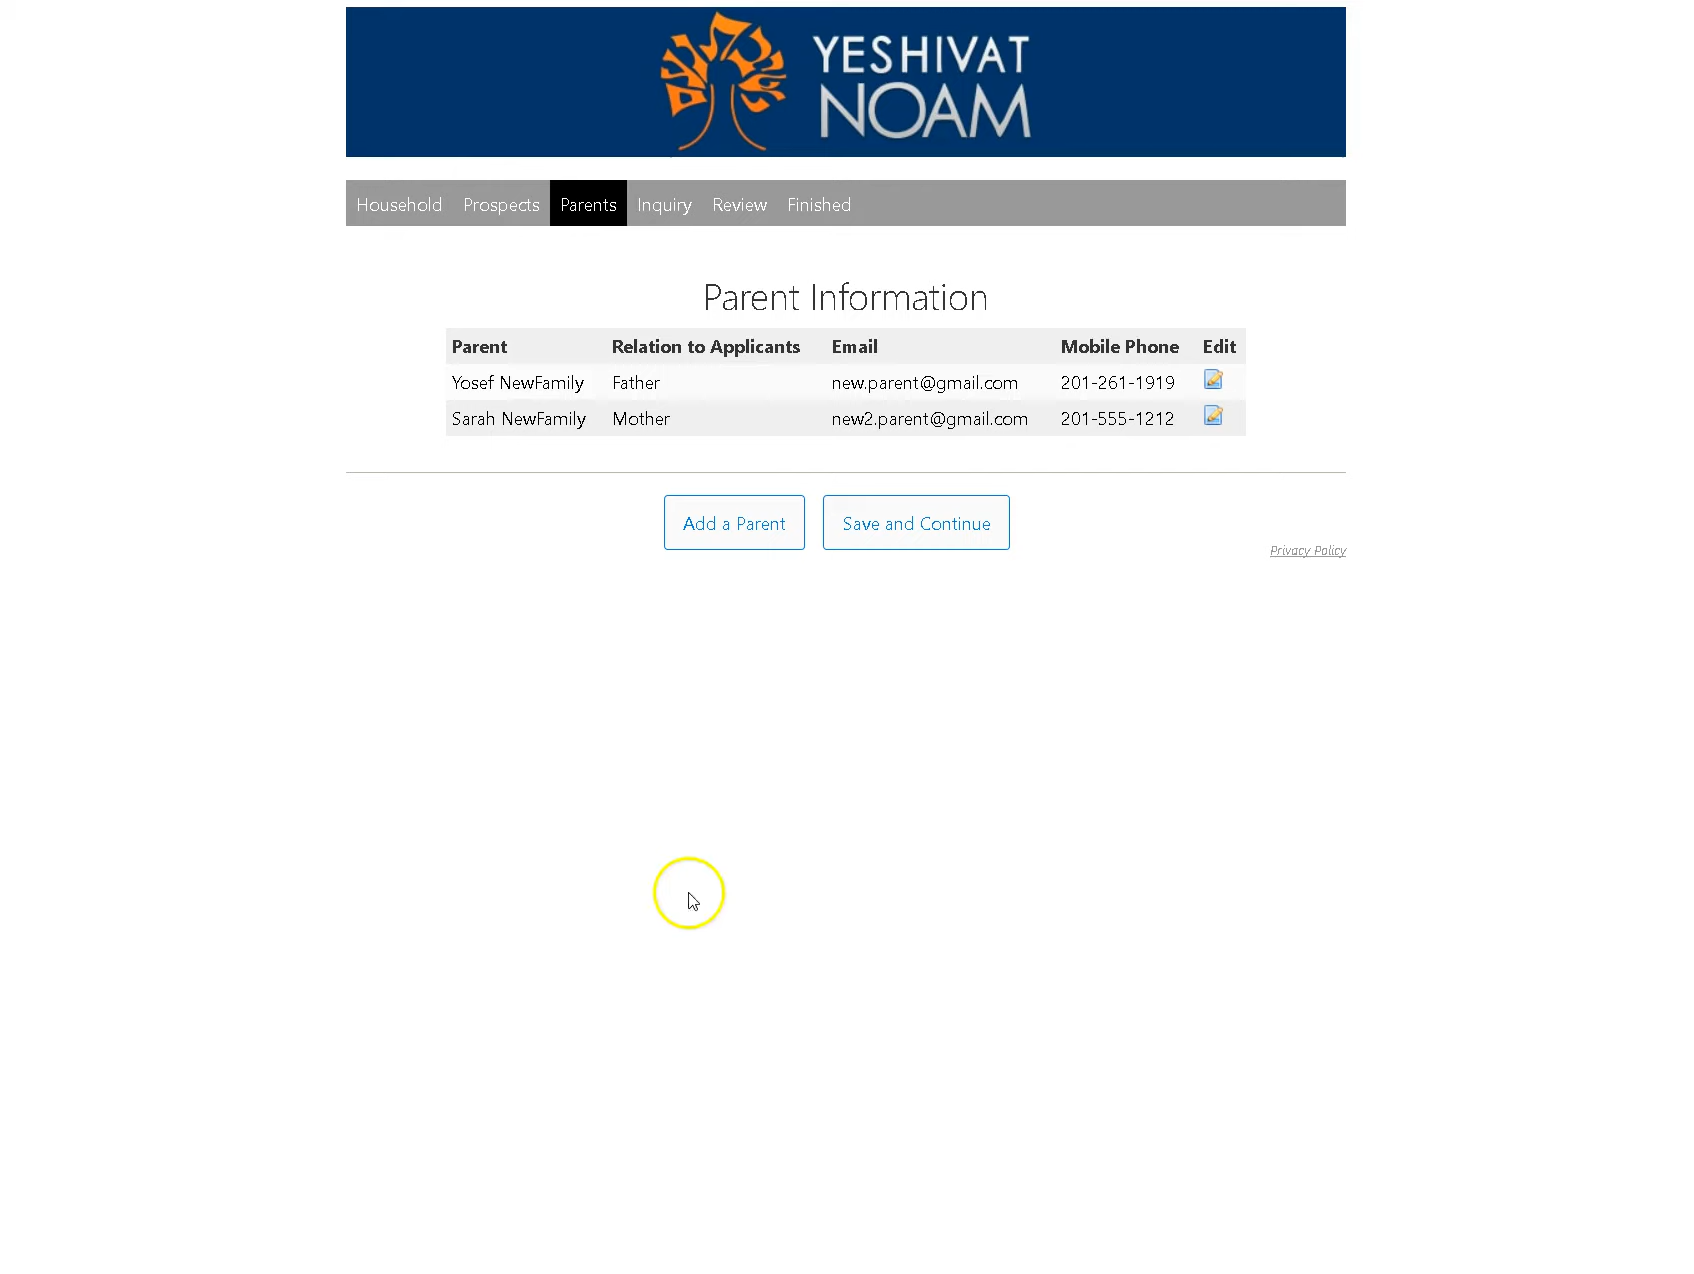 YESHIVAT
NOAM
Household Prospects Parents Inquiry Review Finished
Parent Information
Parent Relation to Applicants Email Mobile Phone Edit
Yosef NewFamily Father new.parent@gmail.com 201-261-1919
Sarah NewFamily Mother new2.parent@gmail.com 201-555-1212
Add a Parent Save and Continue
Privacy Policy